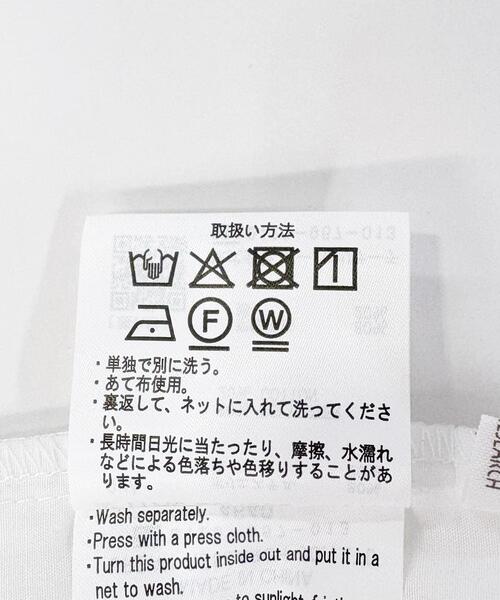 取扱い方法
F
W
・単独で別に洗う。
・あて布使用。
・裏返して、ネットに入れて洗ってくださ
い。
・長時間日光に当たったり、摩擦、水濡れ
などによる色落ちや色移りすることがあ
ります。
・Wash separately.
・Press with a press cloth.
・Turn this product inside out and put it in a
net to wash.
to sunlight, friction
SEARCH